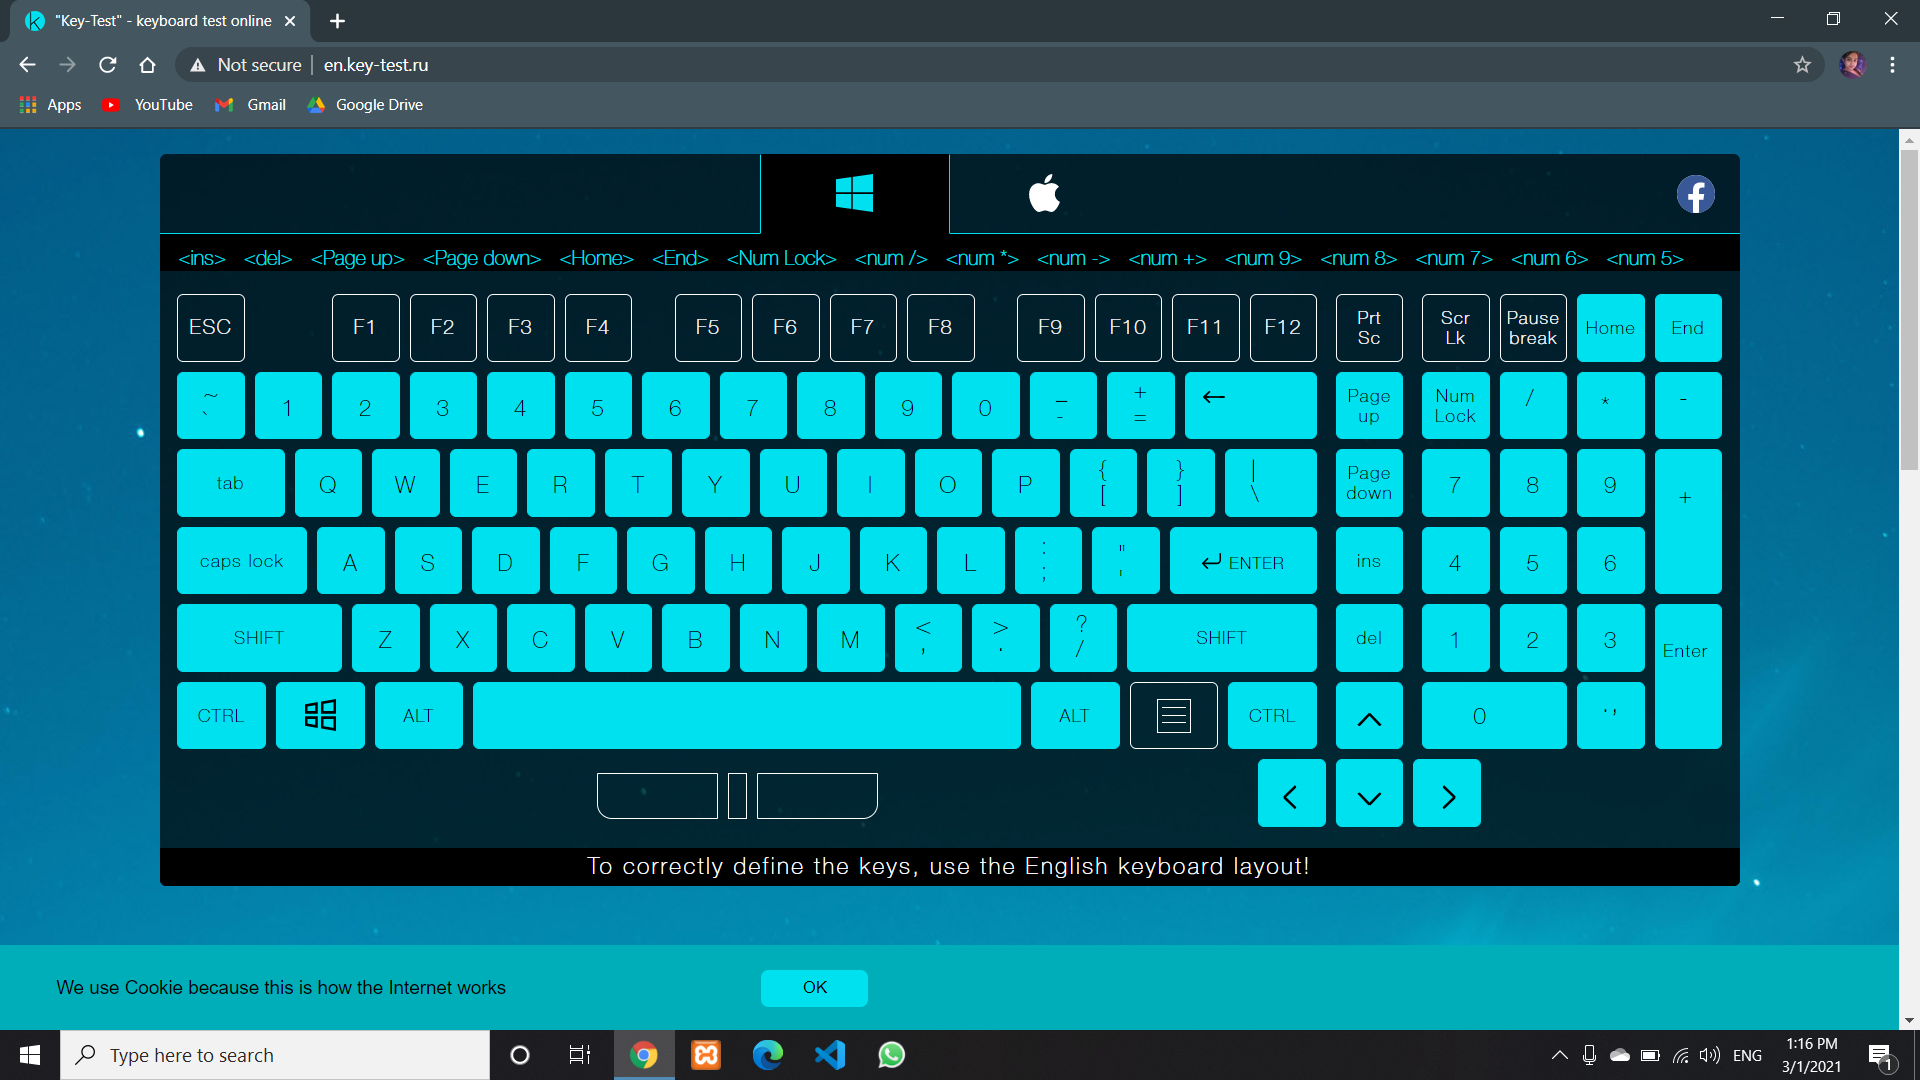 "Key-Test" - keyboard test online
Not secure
en.key-test.ru
Apps YouTube Gmail Google Drive
<ins> <del> <Page up> <Page down> <Home> <End> <Num Lock> <num /> <num *> <num -> <num +> <num 9> <num 8> <num 7> <num 6> <num 5>
ESC F1 F2 F3 F4 F5 F6 F7 F8 F9 F10 F11 F12 Prt Sc Scr Lk Pause break Home End
~ ` 1 2 3 4 5 6 7 8 9 0 _ - + = ← Page up Num Lock / * -
tab Q W E R T Y U I O P { [ } ] | \ Page down 7 8 9 +
caps lock A S D F G H J K L : ; " ' ↵ ENTER ins 4 5 6
SHIFT Z X C V B N M < , > . ? / SHIFT del 1 2 3 Enter
CTRL ALT ALT CTRL 0 . ,
To correctly define the keys, use the English keyboard layout!
We use Cookie because this is how the Internet works
OK
Type here to search
ENG
1:16 PM
3/1/2021
1